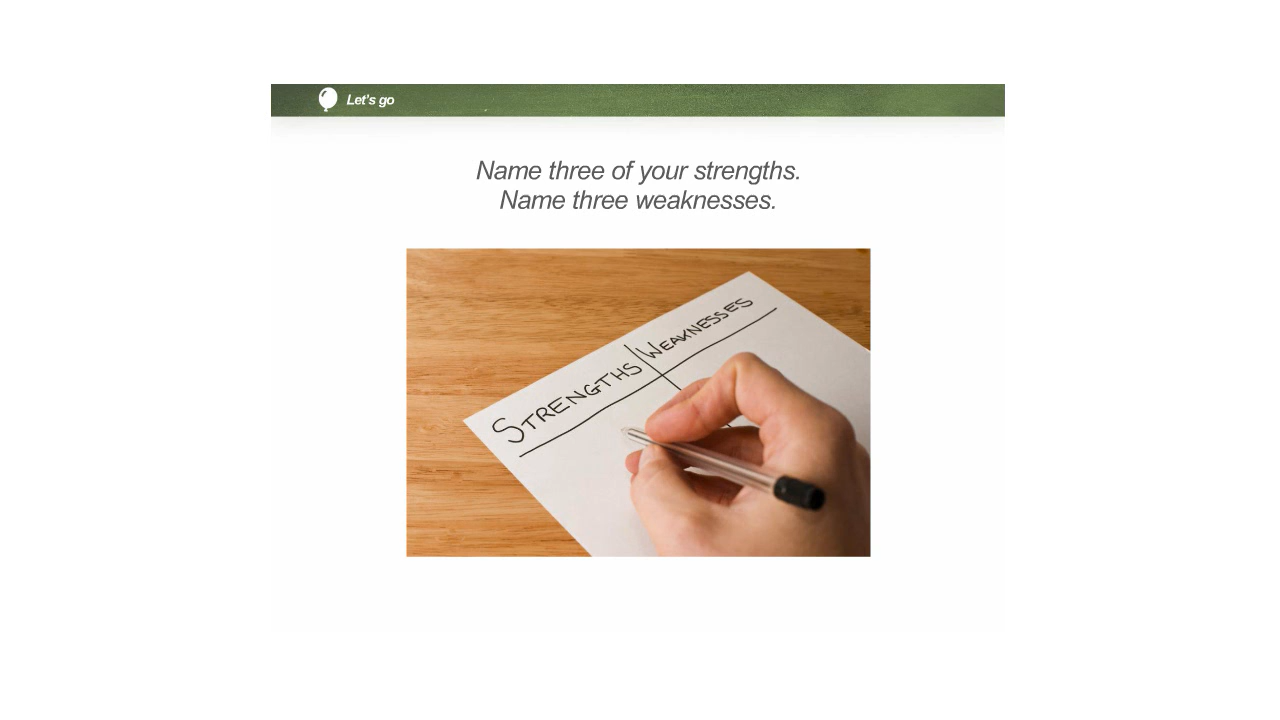 Let's go
Name three of your strengths.
Name three weaknesses.
STRENGTHS WEAKNESSES